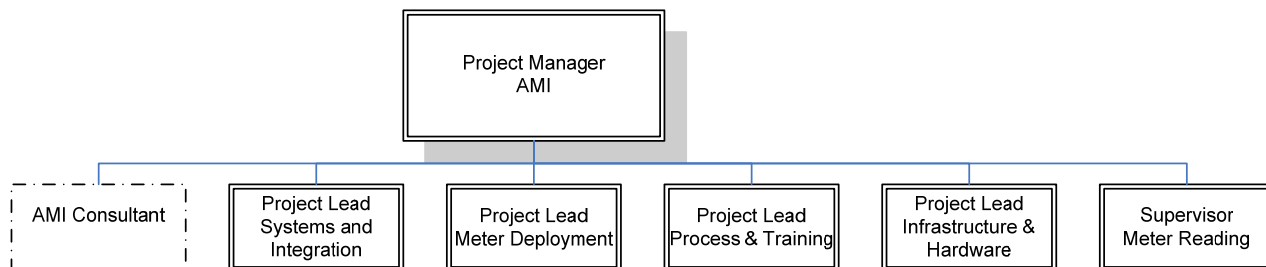 Project Manager
AMI
AMI Consultant
Project Lead
Systems and
Integration
Project Lead
Meter Deployment
Project Lead
Process & Training
Project Lead
Infrastructure &
Hardware
Supervisor
Meter Reading